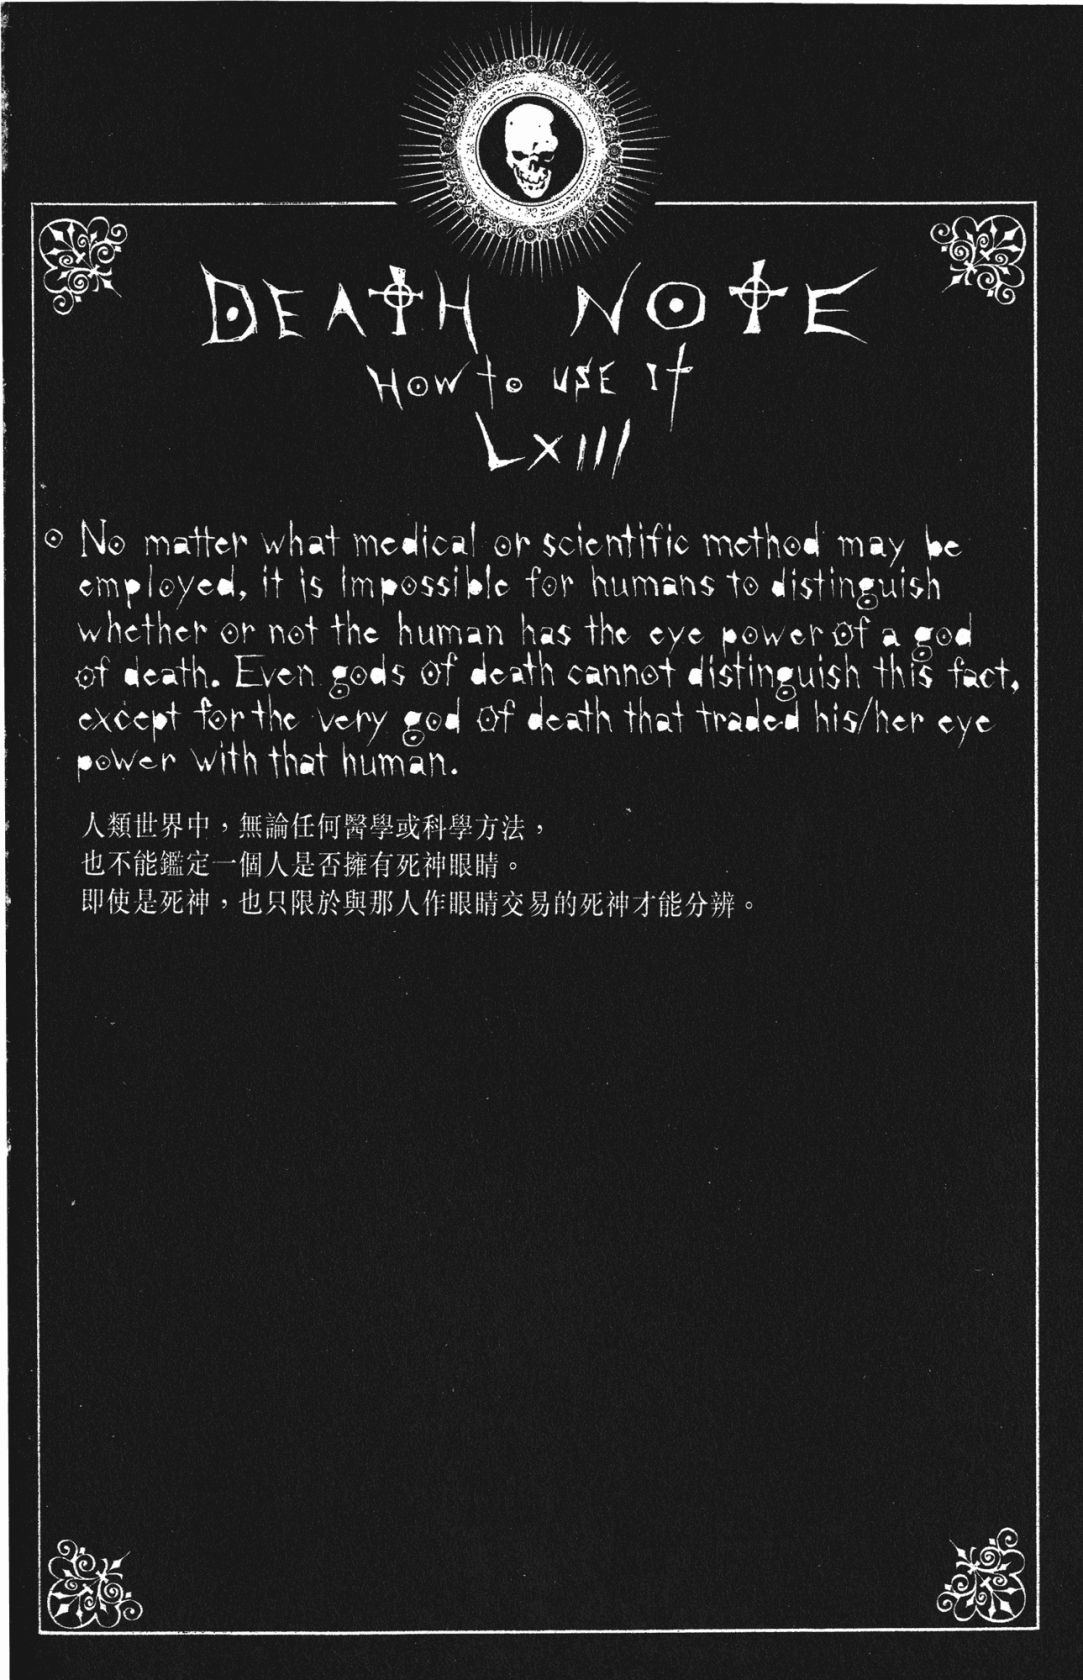 DEATH NOTE
HOW to USE It
LXIII
No matter what medical or scientific method may be
employed, it is impossible for humans to distinguish
whether or not the human has the eye power of a god
of death. Even gods of death cannot distinguish this fact,
except for the very god of death that traded his/her eye
power with that human.
人類世界中，無論任何醫學或科學方法，
也不能鑑定一個人是否擁有死神眼睛。
即使是死神，也只限於與那人作眼睛交易的死神才能分辨。